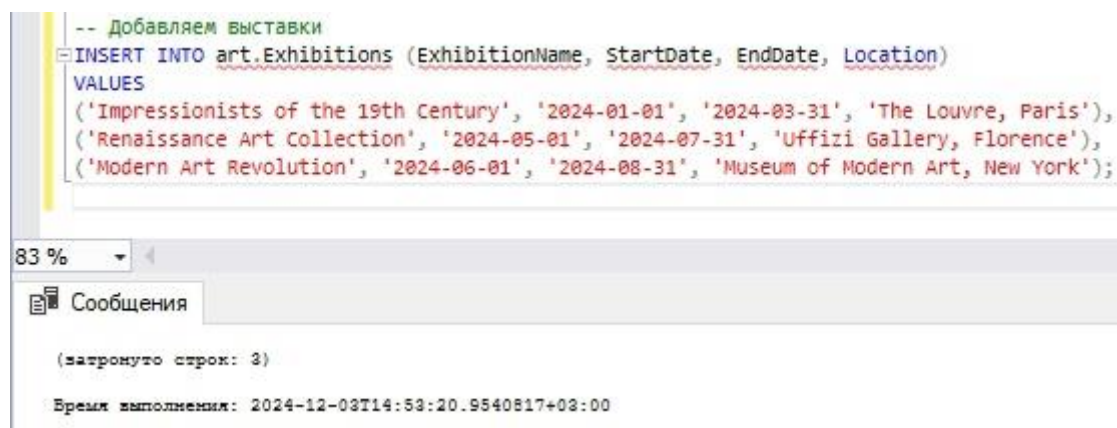 -- Добавляем выставки
INSERT INTO art.Exhibitions (ExhibitionName, StartDate, EndDate, Location)
VALUES
('Impressionists of the 19th Century', '2024-01-01', '2024-03-31', 'The Louvre, Paris'),
('Renaissance Art Collection', '2024-05-01', '2024-07-31', 'Uffizi Gallery, Florence'),
('Modern Art Revolution', '2024-06-01', '2024-08-31', 'Museum of Modern Art, New York');
83 %
Сообщения
(затронуто строк: 3)
Время выполнения: 2024-12-03T14:53:20.9540817+03:00